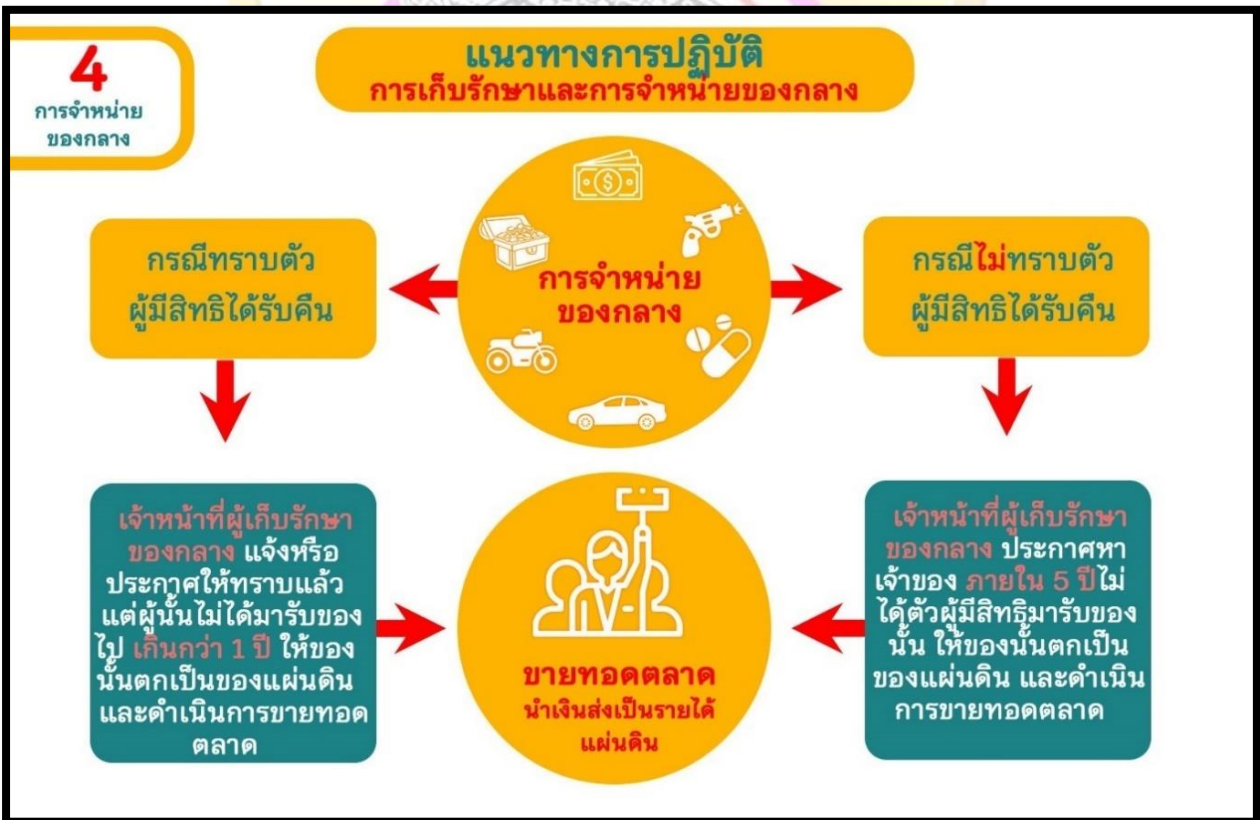 4
การจำหน่าย
ของกลาง
แนวทางการปฏิบัติ
การเก็บรักษาและการจำหน่ายของกลาง
การจำหน่าย
ของกลาง
กรณีทราบตัว
ผู้มีสิทธิได้รับคืน
กรณีไม่ทราบตัว
ผู้มีสิทธิได้รับคืน
เจ้าหน้าที่ผู้เก็บรักษา
ของกลาง แจ้งหรือ
ประกาศให้ทราบแล้ว
แต่ผู้นั้นไม่ได้มารับของ
ไป เกินกว่า 1 ปี ให้ของ
นั้นตกเป็นของแผ่นดิน
และดำเนินการขายทอด
ตลาด
ขายทอดตลาด
นำเงินส่งเป็นรายได้
แผ่นดิน
เจ้าหน้าที่ผู้เก็บรักษา
ของกลาง ประกาศหา
เจ้าของ ภายใน 5 ปีไม่
ได้ตัวผู้มีสิทธิมารับของ
นั้น ให้ของนั้นตกเป็น
ของแผ่นดิน และดำเนิน
การขายทอดตลาด